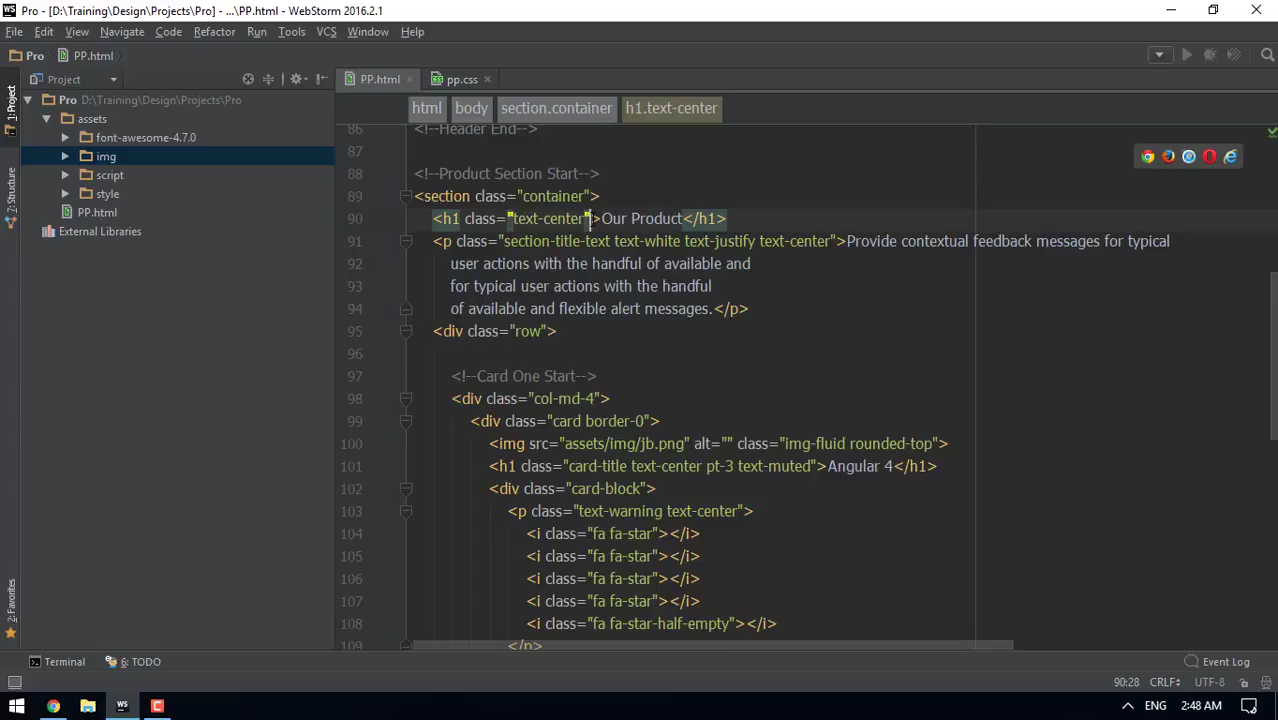 Pro - [D:\Training\Design\Projects\Pro] - ...\PP.html - WebStorm 2016.2.1
File Edit View Navigate Code Refactor Run Tools VCS Window Help
Pro PP.html
Project PP.html pp.css
html body section.container h1.text-center
Pro D:\Training\Design\Projects\Pro
assets
font-awesome-4.7.0
img
script
style
PP.html
External Libraries
1: Project
7: Structure
2: Favorites
86 <!--Header End-->
87
88 <!--Product Section Start-->
89 <section class="container">
90 <h1 class="text-center">Our Product</h1>
91 <p class="section-title-text text-white text-justify text-center">Provide contextual feedback messages for typical
92 user actions with the handful of available and
93 for typical user actions with the handful
94 of available and flexible alert messages.</p>
95 <div class="row">
96
97 <!--Card One Start-->
98 <div class="col-md-4">
99 <div class="card border-0">
100 <img src="assets/img/jb.png" alt="" class="img-fluid rounded-top">
101 <h1 class="card-title text-center pt-3 text-muted">Angular 4</h1>
102 <div class="card-block">
103 <p class="text-warning text-center">
104 <i class="fa fa-star"></i>
105 <i class="fa fa-star"></i>
106 <i class="fa fa-star"></i>
107 <i class="fa fa-star"></i>
108 <i class="fa fa-star-half-empty"></i>
109 </p>
Terminal 6: TODO Event Log
90:28 CRLF UTF-8
ENG 2:48 AM